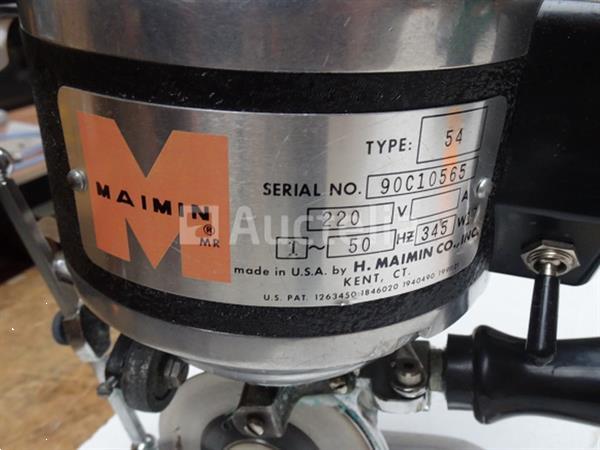 M
MAIMIN
MR
TYPE: 54
SERIAL NO. 90C10565
220 V A
1 ~ 50 HZ 345 W
made in U.S.A. by H. MAIMIN CO., INC.
KENT, CT.
U.S. PAT. 1263450-1846020 1940490
Auctelia